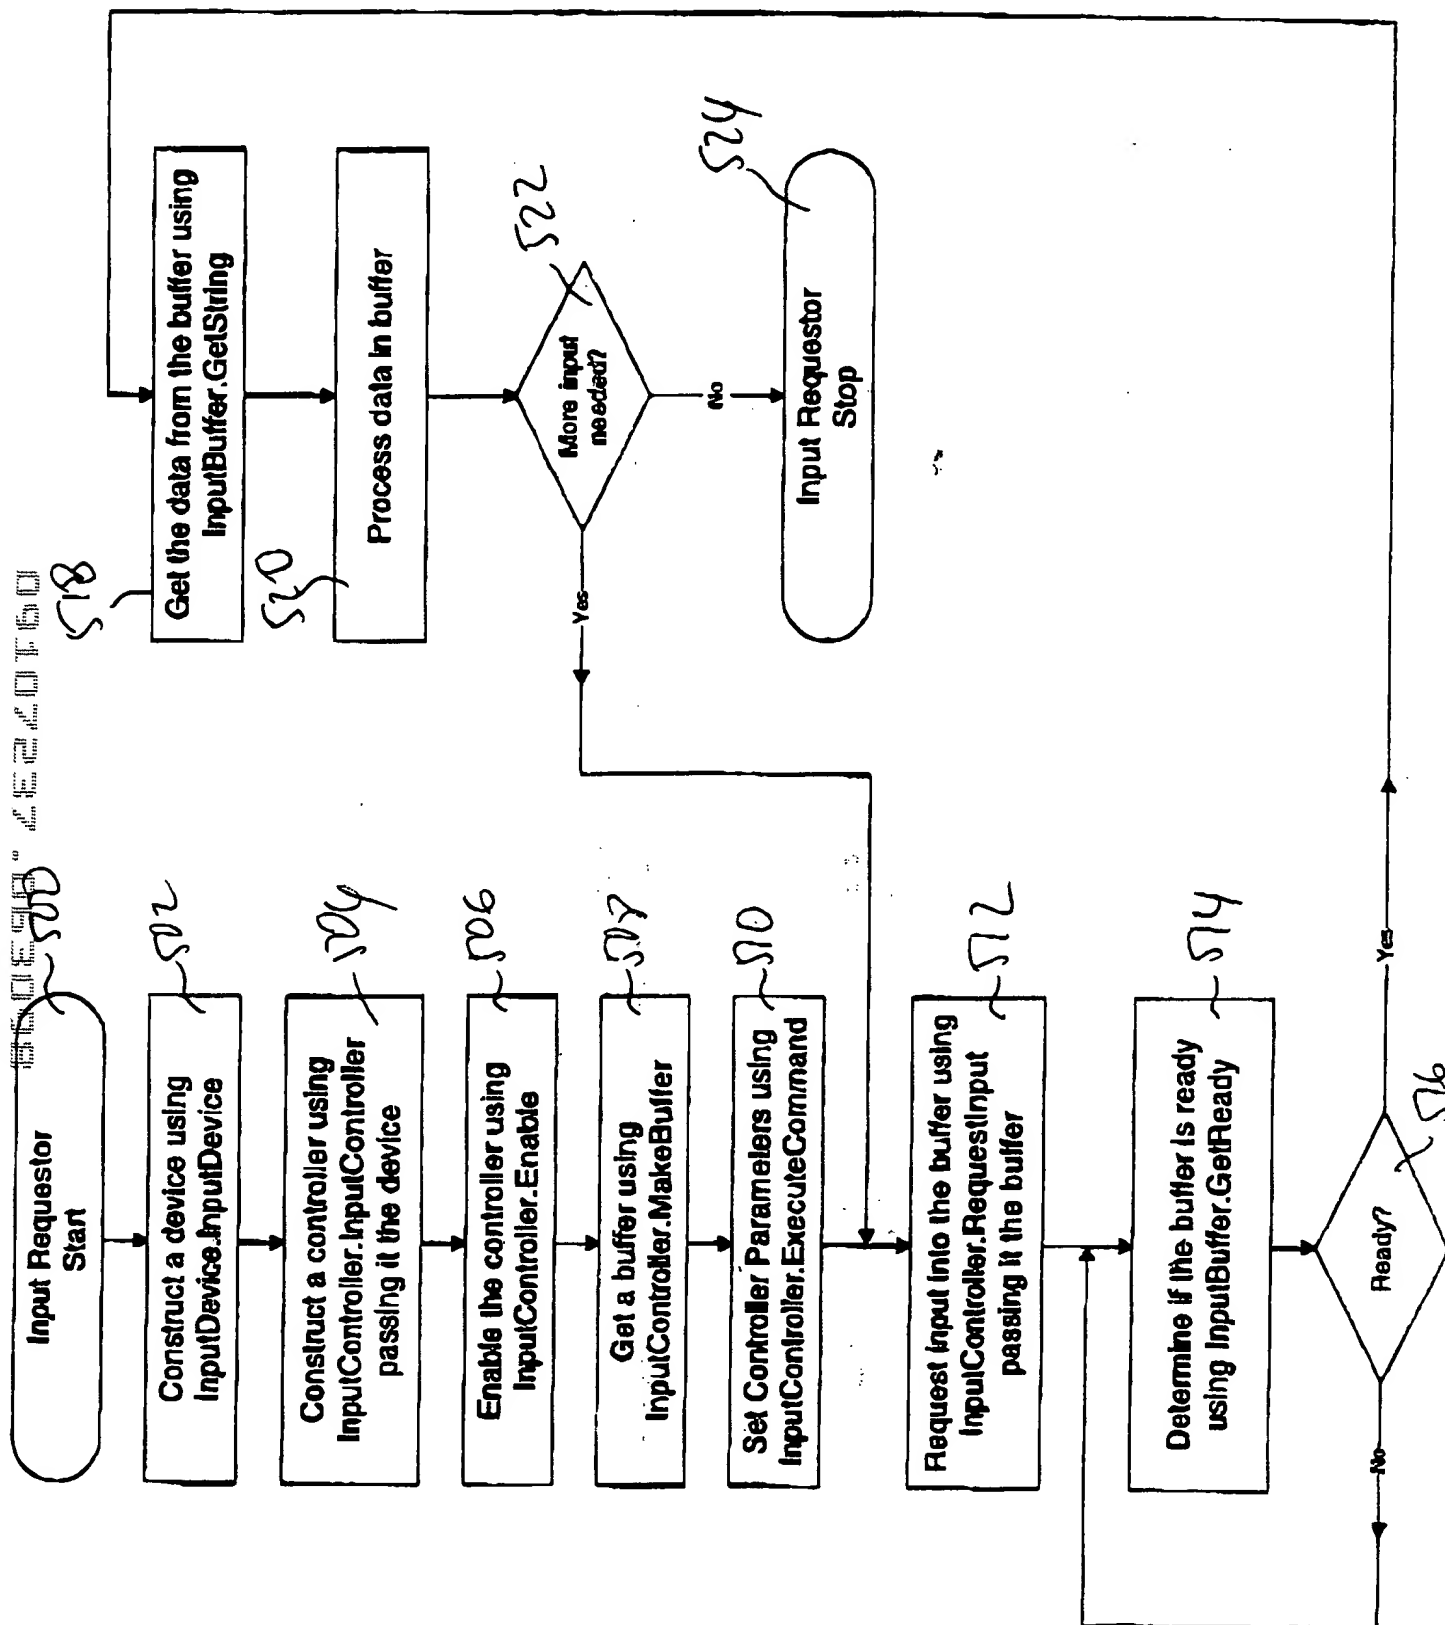 Input Requestor
Start
500
Construct a device using
InputDevice.InputDevice
502
Construct a controller using
InputController.InputController
passing it the device
504
Enable the controller using
InputController.Enable
506
Get a buffer using
InputController.MakeBuffer
508
Set Controller Parameters using
InputController.ExecuteCommand
510
Request input into the buffer using
InputController.RequestInput
passing it the buffer
512
Determine if the buffer is ready
using InputBuffer.GetReady
514
Ready?
516
No
Yes
Get the data from the buffer using
InputBuffer.GetString
518
Process data in buffer
520
More input
needed?
522
Yes
No
Input Requestor
Stop
524